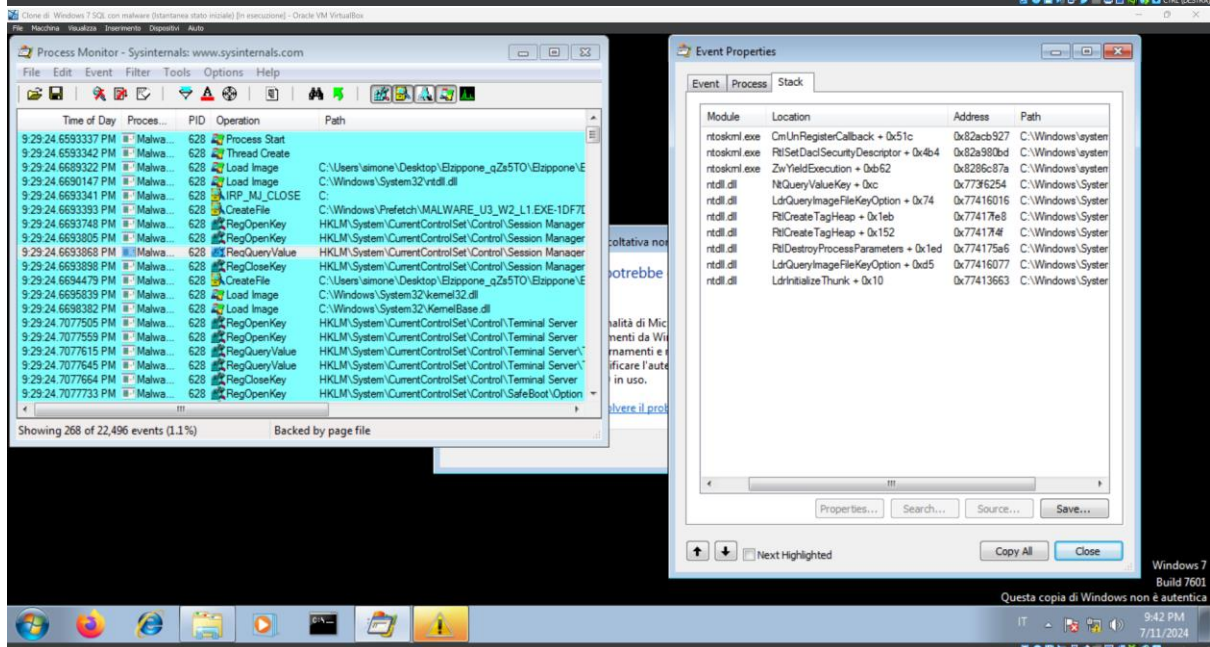 Clone di Windows 7 SQL con malware (Istantanea stato iniziale) [In esecuzione] - Oracle VM VirtualBox
File Macchina Visualizza Inserimento Dispositivi Aiuto
Process Monitor - Sysinternals: www.sysinternals.com
File Edit Event Filter Tools Options Help
Time of Day Proces... PID Operation Path
9:29:24.6593337 PM Malwa... 628 Process Start
9:29:24.6593342 PM Malwa... 628 Thread Create
9:29:24.6689322 PM Malwa... 628 Load Image C:\Users\simone\Desktop\Elzippone_qZs5TO\Elzippone\E
9:29:24.6690147 PM Malwa... 628 Load Image C:\Windows\System32\ntdll.dll
9:29:24.6693341 PM Malwa... 628 IRP_MJ_CLOSE C:
9:29:24.6693393 PM Malwa... 628 CreateFile C:\Windows\Prefetch\MALWARE_U3_W2_L1.EXE-1DF7D
9:29:24.6693748 PM Malwa... 628 RegOpenKey HKLM\System\CurrentControlSet\Control\Session Manager
9:29:24.6693805 PM Malwa... 628 RegOpenKey HKLM\System\CurrentControlSet\Control\Session Manager
9:29:24.6693868 PM Malwa... 628 RegQueryValue HKLM\System\CurrentControlSet\Control\Session Manager
9:29:24.6693898 PM Malwa... 628 RegCloseKey HKLM\System\CurrentControlSet\Control\Session Manager
9:29:24.6694479 PM Malwa... 628 CreateFile C:\Users\simone\Desktop\Elzippone_qZs5TO\Elzippone\E
9:29:24.6695839 PM Malwa... 628 Load Image C:\Windows\System32\kernel32.dll
9:29:24.6698382 PM Malwa... 628 Load Image C:\Windows\System32\KernelBase.dll
9:29:24.7077505 PM Malwa... 628 RegOpenKey HKLM\System\CurrentControlSet\Control\Terminal Server
9:29:24.7077559 PM Malwa... 628 RegOpenKey HKLM\System\CurrentControlSet\Control\Terminal Server
9:29:24.7077615 PM Malwa... 628 RegQueryValue HKLM\System\CurrentControlSet\Control\Terminal Server\
9:29:24.7077645 PM Malwa... 628 RegQueryValue HKLM\System\CurrentControlSet\Control\Terminal Server\
9:29:24.7077664 PM Malwa... 628 RegCloseKey HKLM\System\CurrentControlSet\Control\Terminal Server
9:29:24.7077733 PM Malwa... 628 RegOpenKey HKLM\System\CurrentControlSet\Control\SafeBoot\Option
Showing 268 of 22,496 events (1.1%) Backed by page file
coltativa nor
potrebbe
nalità di Mic
menti da Wi
rnamenti e
ificare l'aute
in uso.
lvere il prob
Event Properties
Event Process Stack
Module Location Address Path
ntoskrnl.exe CmUnRegisterCallback + 0x51c 0x82acb927 C:\Windows\system
ntoskrnl.exe RtlSetDaclSecurityDescriptor + 0x4b4 0x82a980bd C:\Windows\system
ntoskrnl.exe ZwYieldExecution + 0xb62 0x8286c87a C:\Windows\system
ntdll.dll NtQueryValueKey + 0xc 0x773f6254 C:\Windows\Syster
ntdll.dll LdrQueryImageFileKeyOption + 0x74 0x77416016 C:\Windows\Syster
ntdll.dll RtlCreateTagHeap + 0x1eb 0x77417fe8 C:\Windows\Syster
ntdll.dll RtlCreateTagHeap + 0x152 0x77417f4f C:\Windows\Syster
ntdll.dll RtlDestroyProcessParameters + 0x1ed 0x774175a6 C:\Windows\Syster
ntdll.dll LdrQueryImageFileKeyOption + 0xd5 0x77416077 C:\Windows\Syster
ntdll.dll LdrInitializeThunk + 0x10 0x77413663 C:\Windows\Syster
Properties... Search... Source... Save...
Next Highlighted Copy All Close
Windows 7
Build 7601
Questa copia di Windows non è autentica
IT 9:42 PM
7/11/2024